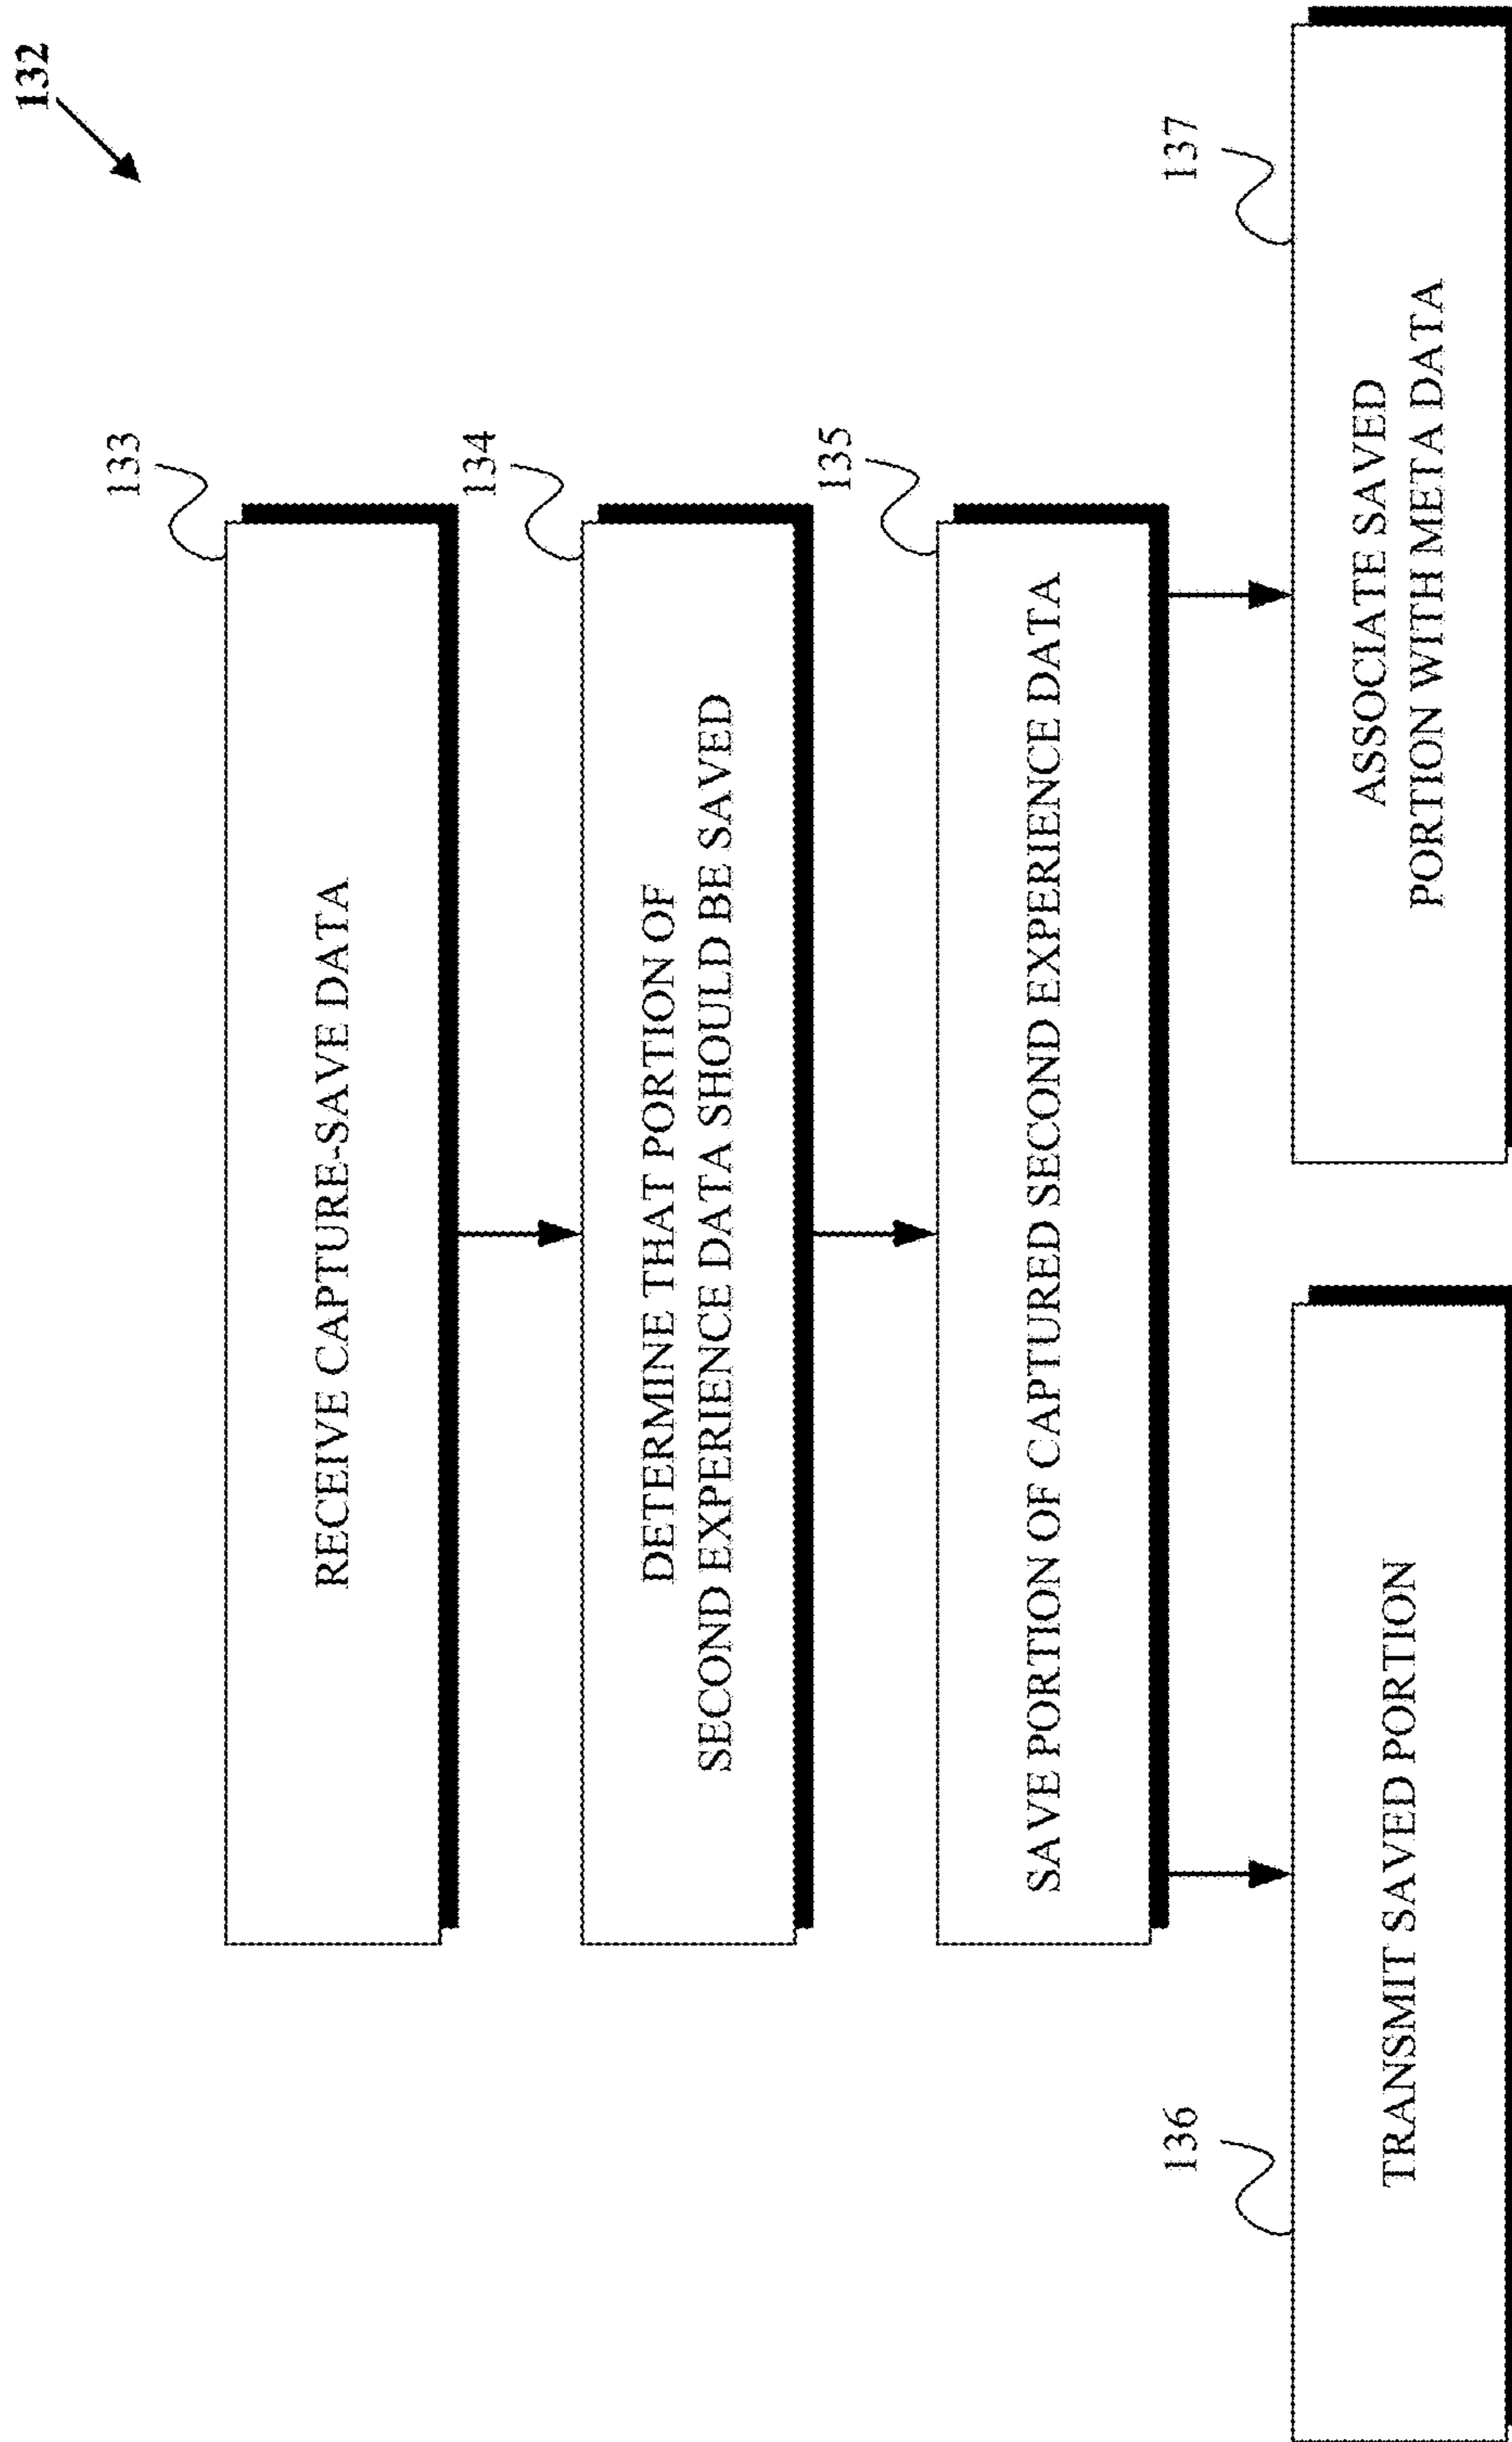 132
133
RECEIVE CAPTURE-SAVE DATA
134
DETERMINE THAT PORTION OF
SECOND EXPERIENCE DATA SHOULD BE SAVED
135
SAVE PORTION OF CAPTURED SECOND EXPERIENCE DATA
136
TRANSMIT SAVED PORTION
137
ASSOCIATE SAVED
PORTION WITH META DATA